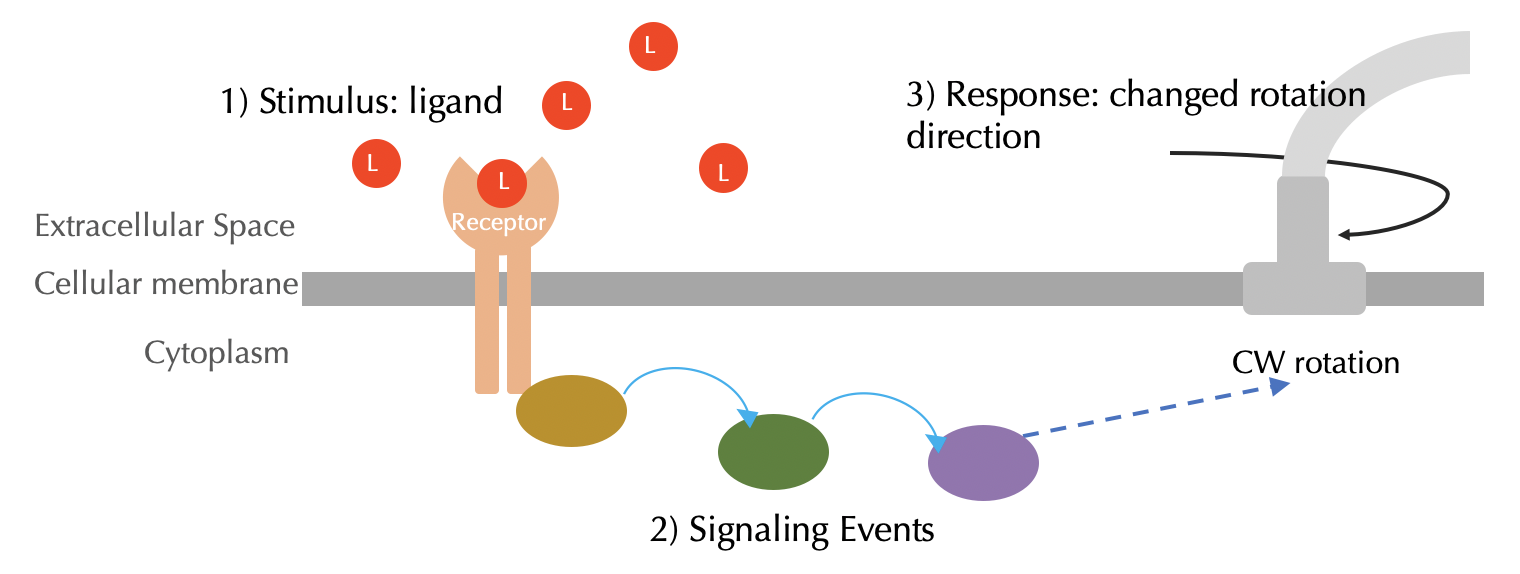 L
1) Stimulus: ligand
L
3) Response: changed rotation
direction
L
L
L
Receptor
Extracellular Space
Cellular membrane
Cytoplasm
CW rotation
2) Signaling Events